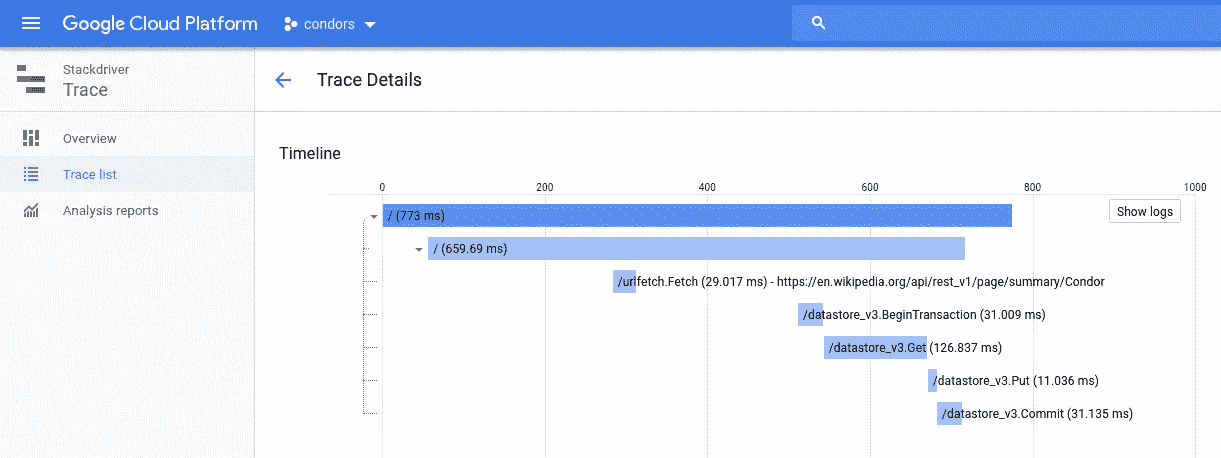 Google Cloud Platform condors
Stackdriver
Trace
Trace Details
Overview
Trace list
Analysis reports
Timeline
0 200 400 600 800 1000
/ (773 ms)
Show logs
/ (659.69 ms)
/urlfetch.Fetch (29.017 ms) - https://en.wikipedia.org/api/rest_v1/page/summary/Condor
/datastore_v3.BeginTransaction (31.009 ms)
/datastore_v3.Get (126.837 ms)
/datastore_v3.Put (11.036 ms)
/datastore_v3.Commit (31.135 ms)